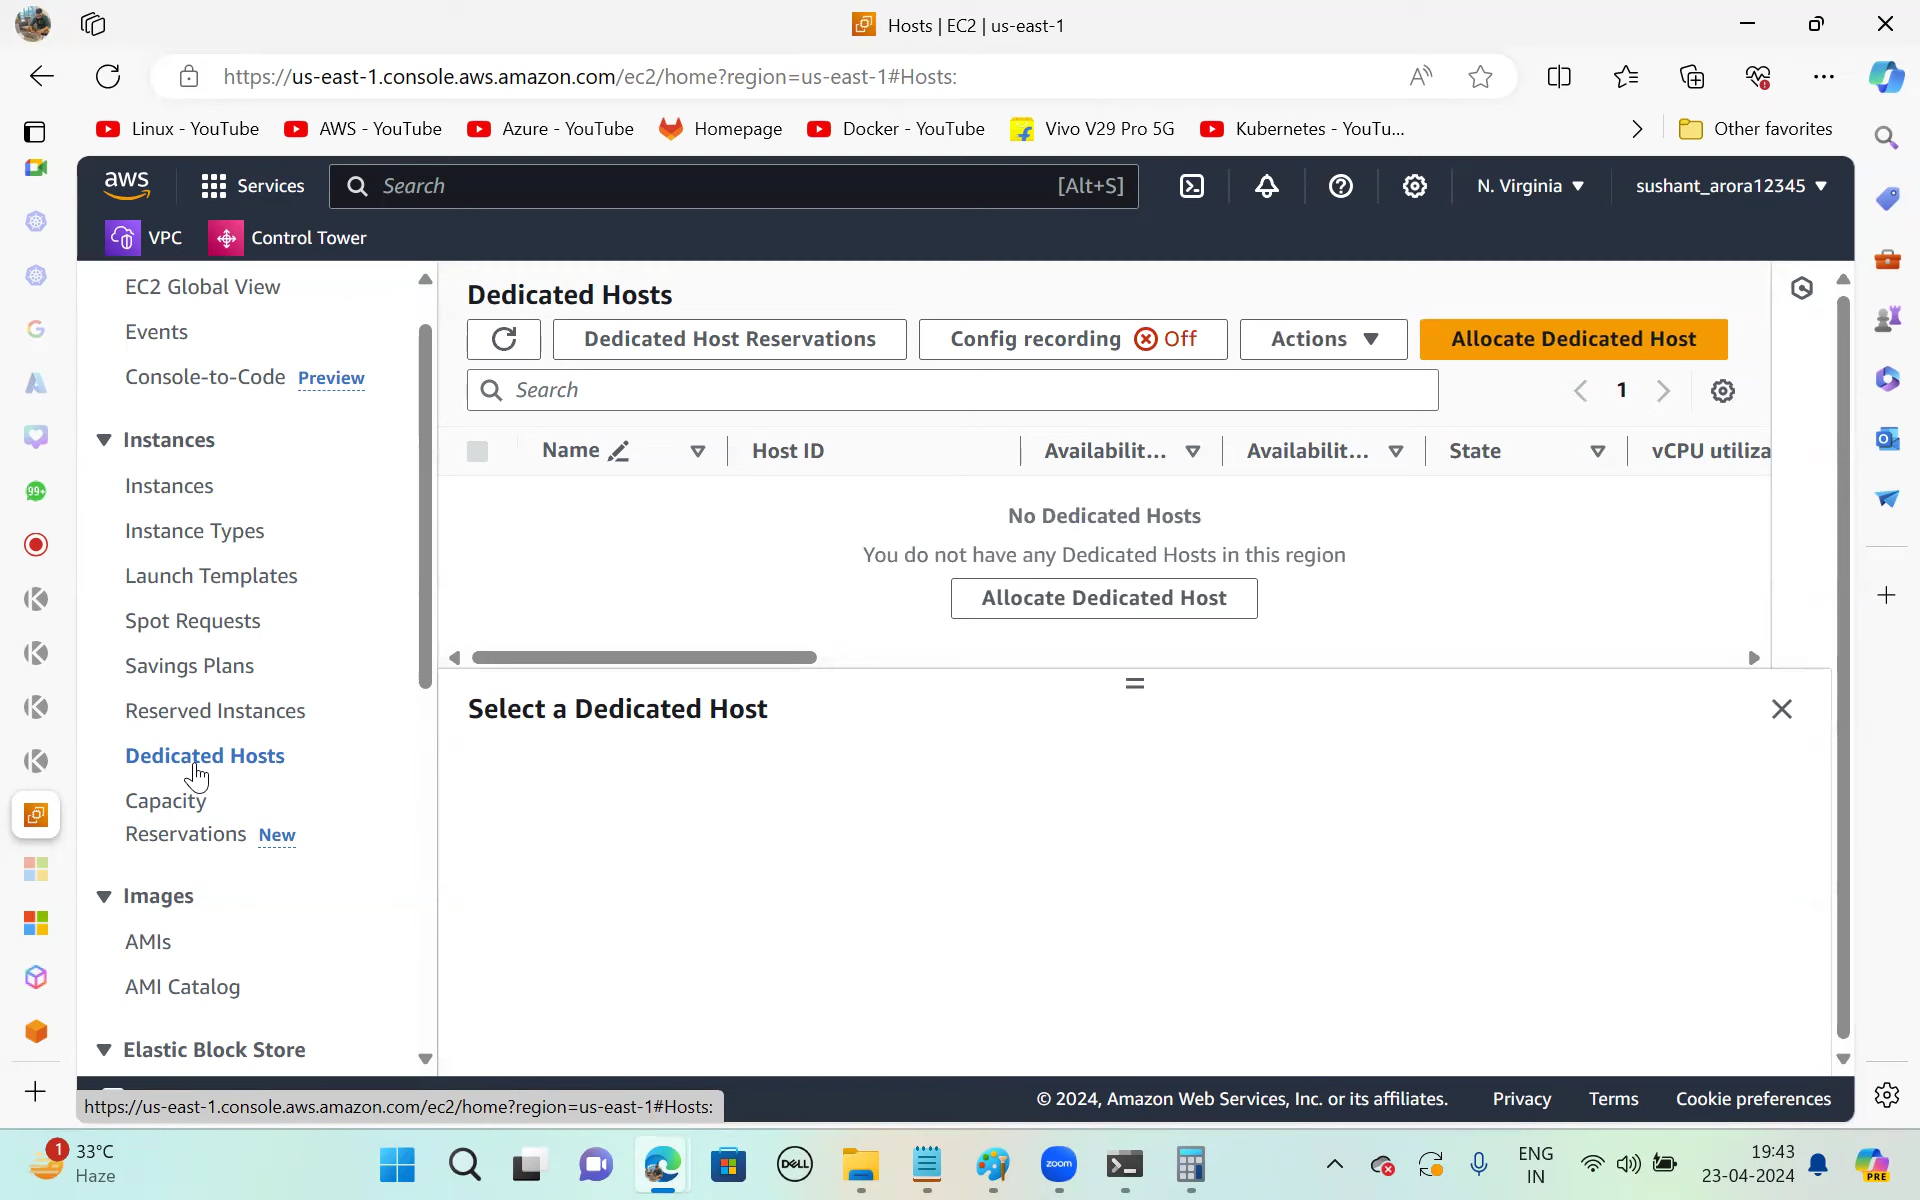 Hosts | EC2 | us-east-1
https://us-east-1.console.aws.amazon.com/ec2/home?region=us-east-1#Hosts:
Linux - YouTube
AWS - YouTube
Azure - YouTube
Homepage
Docker - YouTube
Vivo V29 Pro 5G
Kubernetes - YouTu...
Other favorites
aws
Services
Search
[Alt+S]
N. Virginia
sushant_arora12345
VPC
Control Tower
EC2 Global View
Events
Console-to-Code Preview
Instances
Instances
Instance Types
Launch Templates
Spot Requests
Savings Plans
Reserved Instances
Dedicated Hosts
Capacity
Reservations New
Images
AMIs
AMI Catalog
Elastic Block Store
Dedicated Hosts
Dedicated Host Reservations
Config recording Off
Actions
Allocate Dedicated Host
Search
1
Name
Host ID
Availabilit...
Availabilit...
State
vCPU utiliza
No Dedicated Hosts
You do not have any Dedicated Hosts in this region
Allocate Dedicated Host
Select a Dedicated Host
https://us-east-1.console.aws.amazon.com/ec2/home?region=us-east-1#Hosts:
© 2024, Amazon Web Services, Inc. or its affiliates.
Privacy
Terms
Cookie preferences
99+
1
33°C
Haze
DELL
zoom
ENG
IN
19:43
23-04-2024
PRE